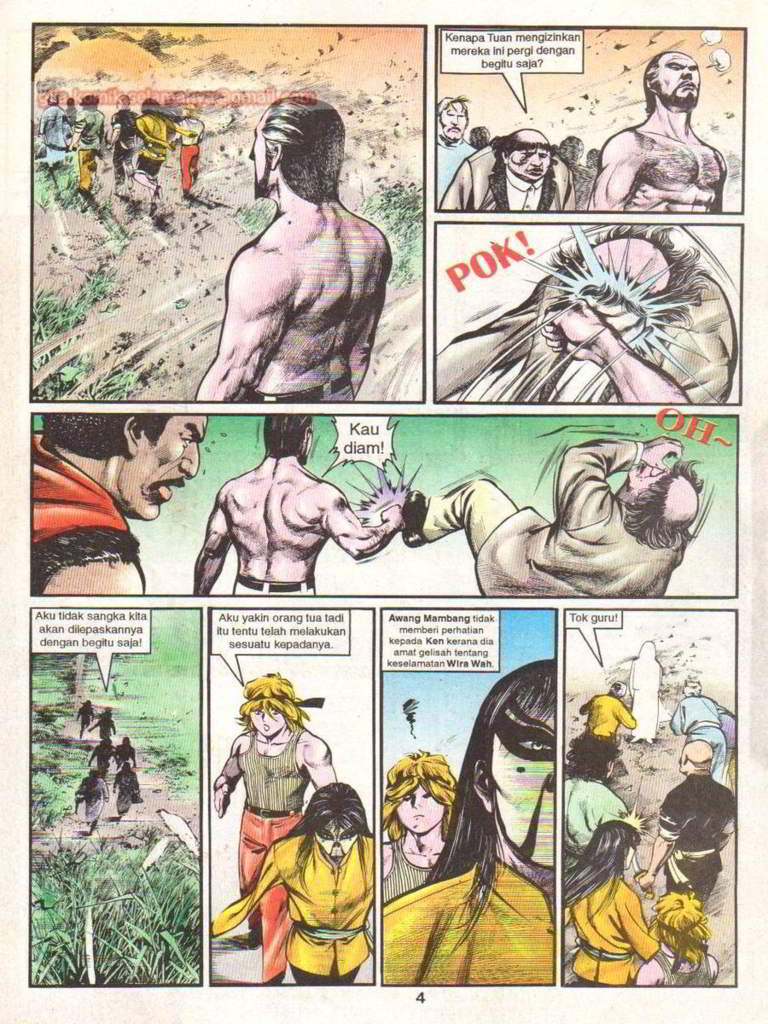 gila_komik_selamanya@gmail.com
Kenapa Tuan mengizinkan
mereka ini pergi dengan
begitu saja?
POK!
Kau
diam!
OH~
Aku tidak sangka kita
akan dilepaskannya
dengan begitu saja!
Aku yakin orang tua tadi
itu tentu telah melakukan
sesuatu kepadanya.
Awang Mambang tidak
memberi perhatian
kepada Ken kerana dia
amat gelisah tentang
keselamatan Wira Wah.
Tok guru!
4